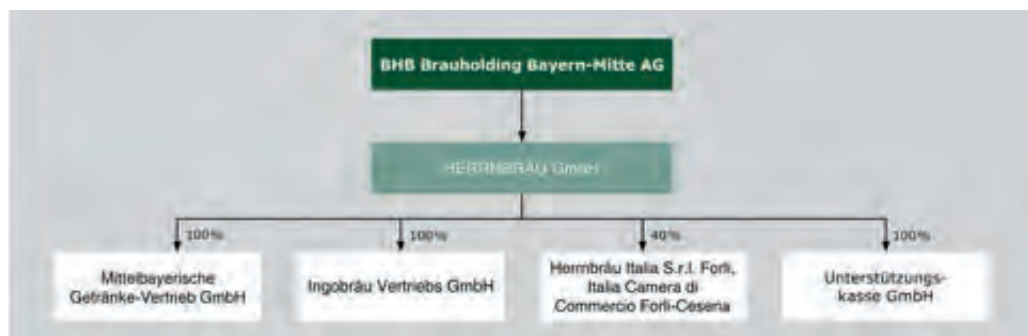 BHB Brauholding Bayern-Mitte AG
HERRNBRÄU GmbH
100%
100%
40%
100%
Mittelbayerische
Getränke-Vertrieb GmbH
Ingobräu Vertriebs GmbH
Herrnbräu Italia S.r.l. Forli,
Italia Camera di
Commercio Forli-Cesena
Unterstützungs-
kasse GmbH